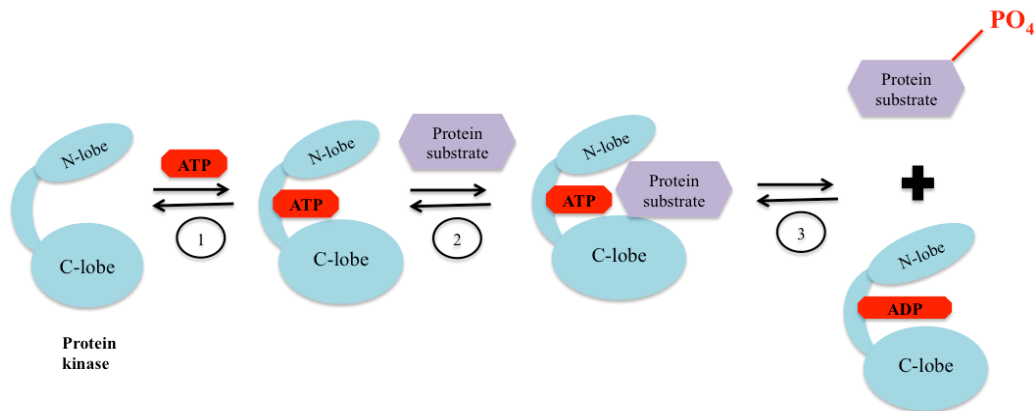 PO4
Protein
substrate
N-lobe
ATP
C-lobe
1
Protein
kinase
N-lobe
ATP
C-lobe
Protein
substrate
2
N-lobe
ATP
Protein
substrate
C-lobe
3
N-lobe
ADP
C-lobe